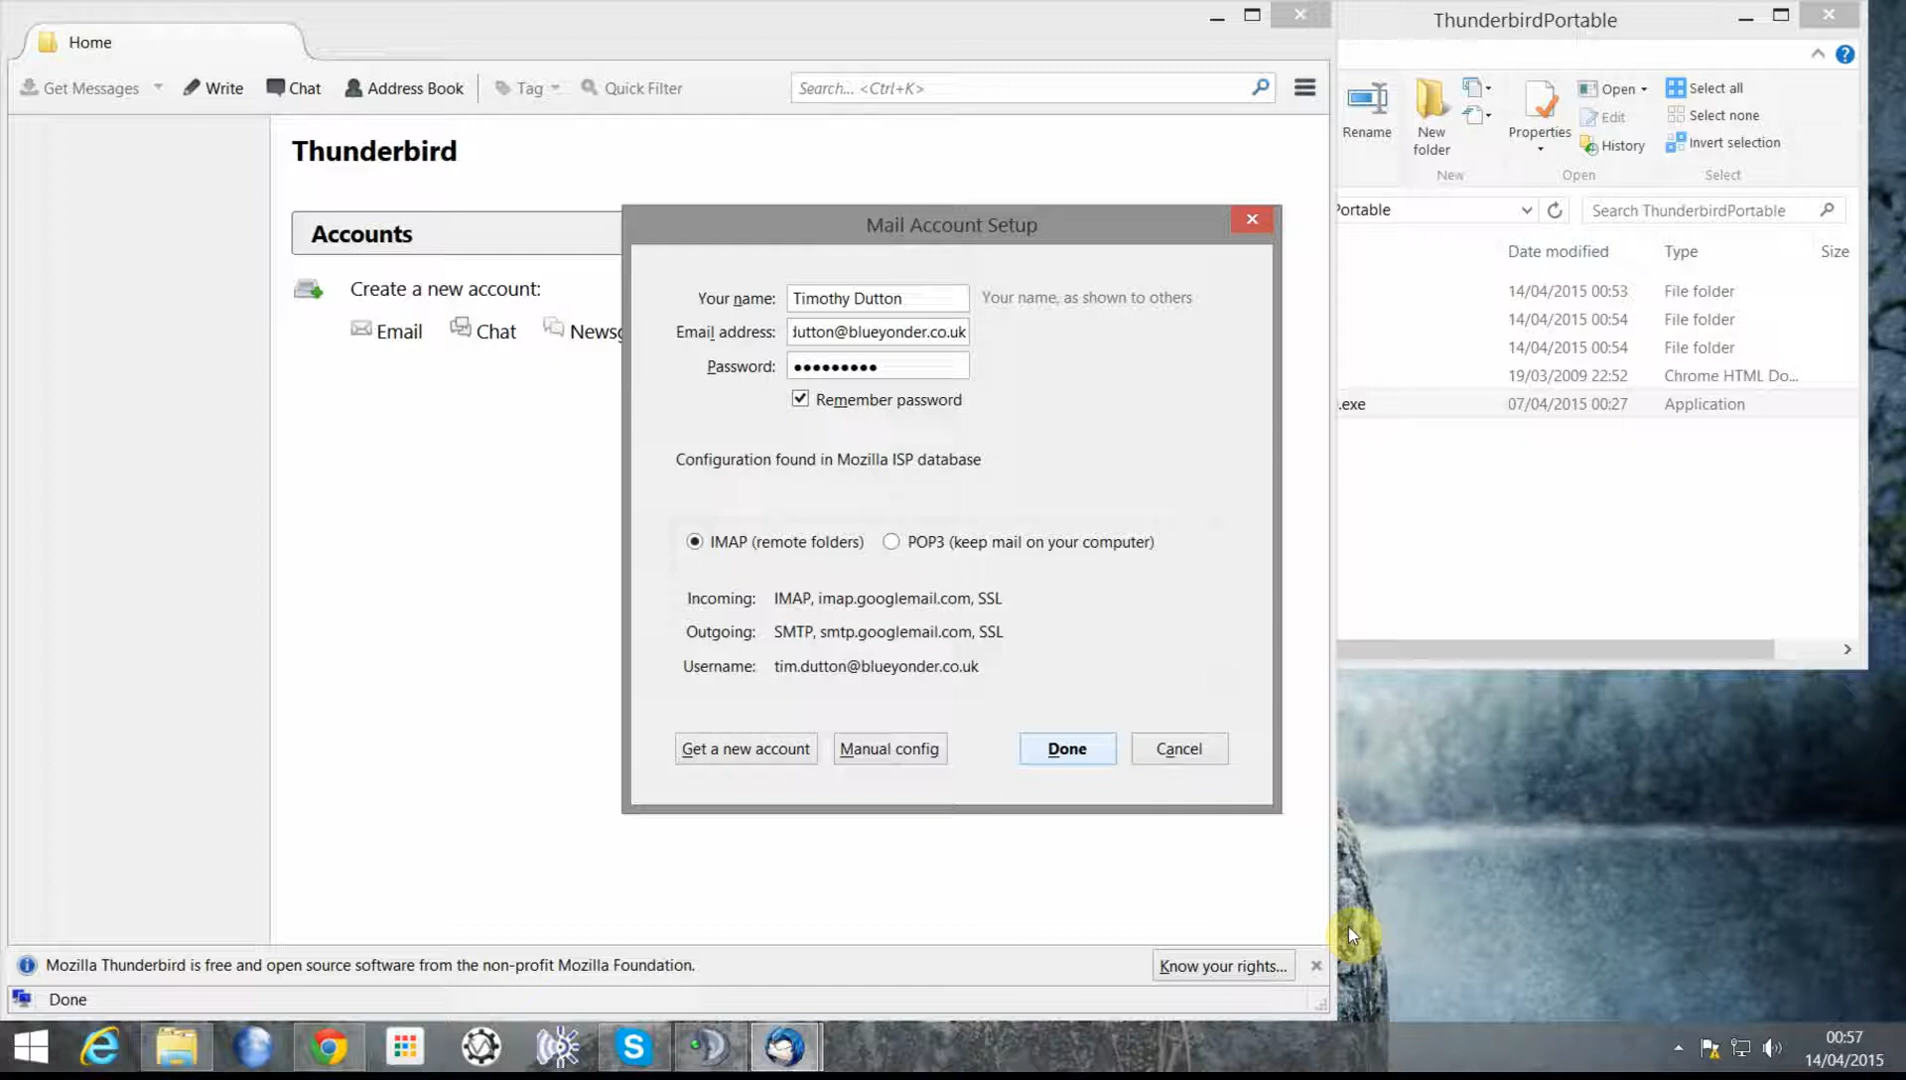 Home
Get Messages
Write
Chat
Address Book
Tag
Quick Filter
Search... <Ctrl+K>
Thunderbird
Accounts
Create a new account:
Email
Chat
Mail Account Setup
Your name:
Timothy Dutton
Your name, as shown to others
Email address:
dutton@blueyonder.co.uk
Password:
•••••••••
Remember password
Configuration found in Mozilla ISP database
IMAP (remote folders)
POP3 (keep mail on your computer)
Incoming: IMAP, imap.googlemail.com, SSL
Outgoing: SMTP, smtp.googlemail.com, SSL
Username: tim.dutton@blueyonder.co.uk
Get a new account
Manual config
Done
Cancel
Mozilla Thunderbird is free and open source software from the non-profit Mozilla Foundation.
Know your rights...
Done
ThunderbirdPortable
Rename
New folder
Properties
Open
Edit
History
Select all
Select none
Invert selection
New
Open
Select
Portable
Search ThunderbirdPortable
Date modified Type Size
14/04/2015 00:53 File folder
14/04/2015 00:54 File folder
14/04/2015 00:54 File folder
19/03/2009 22:52 Chrome HTML Do...
.exe 07/04/2015 00:27 Application
00:57
14/04/2015